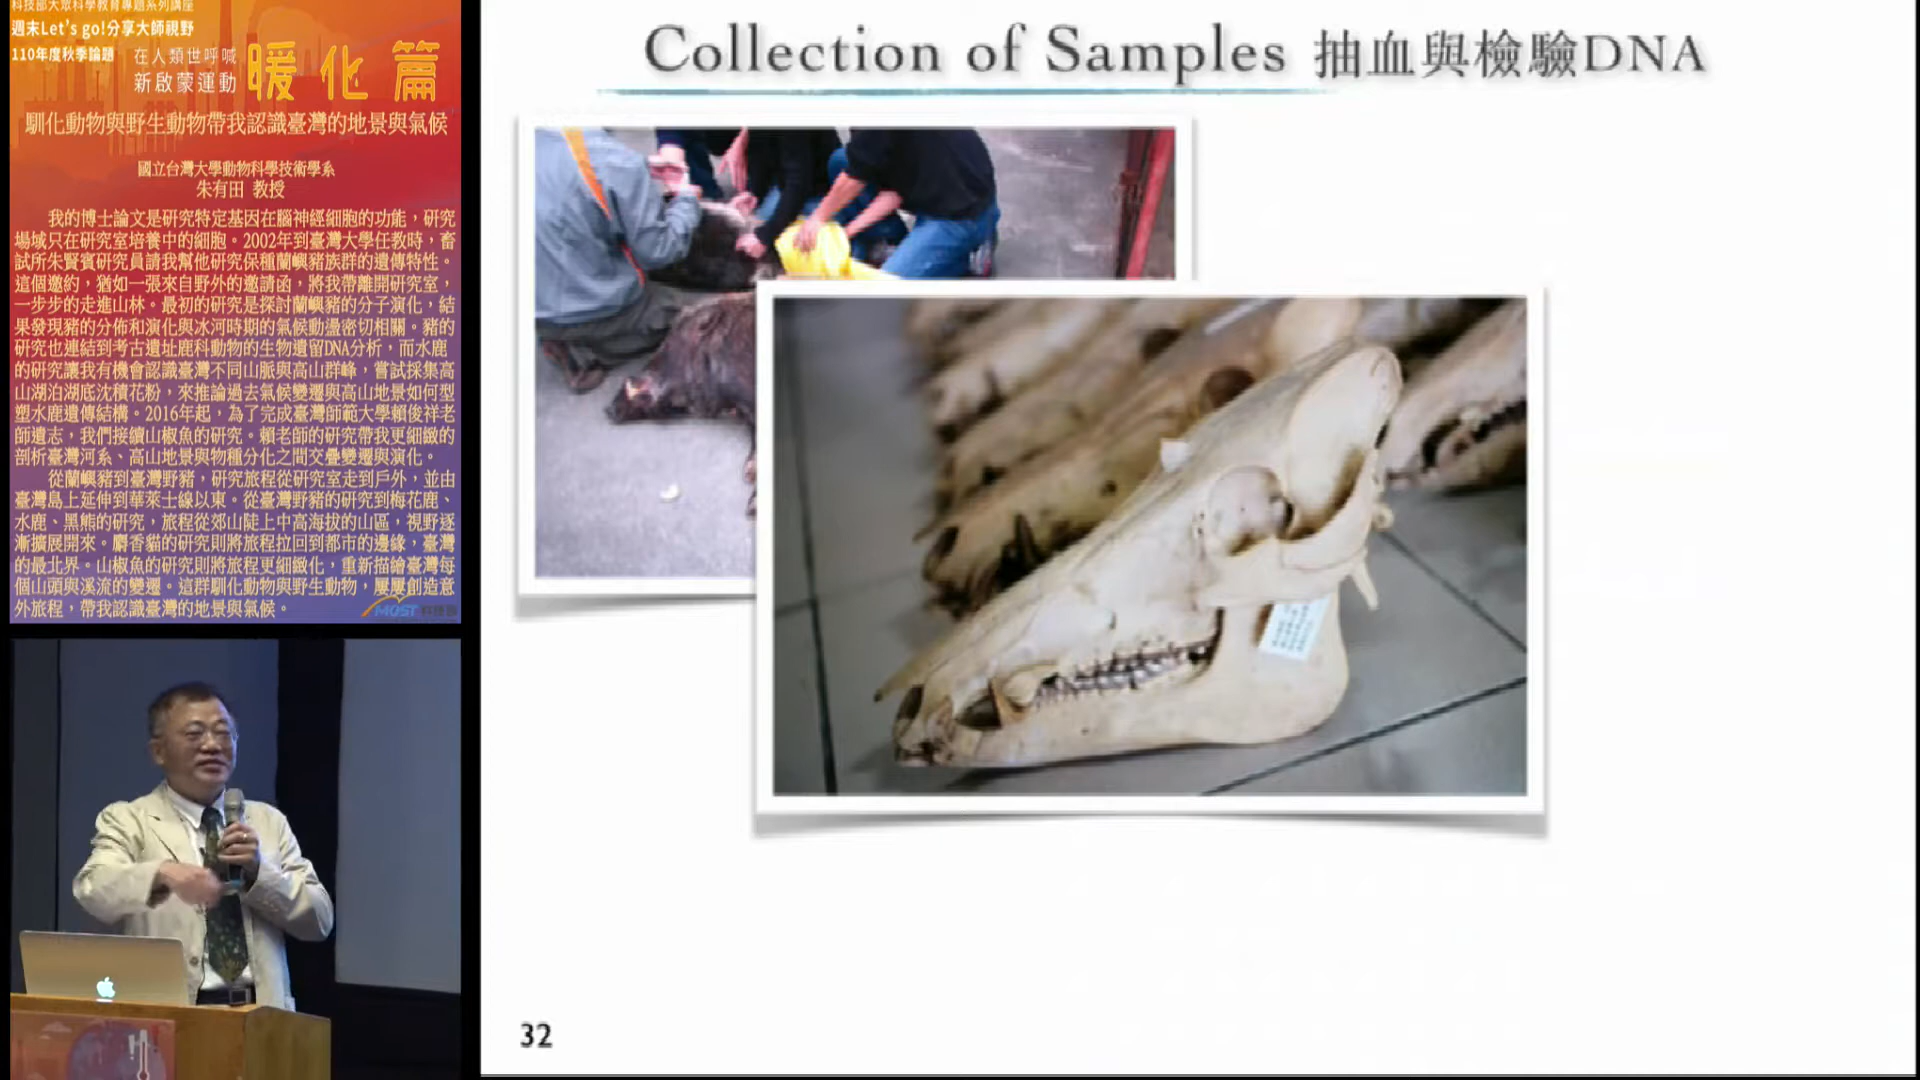 科技部大眾科學教育專題系列講座
週末Let's go!分享大師視野
110年度秋季論題
在人類世呼喊
新啟蒙運動
暖化篇
馴化動物與野生動物帶我認識臺灣的地景與氣候
國立台灣大學動物科學技術學系
朱有田 教授
我的博士論文是研究特定基因在腦神經細胞的功能，研究
場域只在研究室培養中的細胞。2002年到臺灣大學任教時，畜
試所朱賢賓研究員請我幫他研究保種蘭嶼豬族群的遺傳特性。
這個邀約，猶如一張來自野外的邀請函，將我帶離開研究室，
一步步的走進山林。最初的研究是探討蘭嶼豬的分子演化，結
果發現豬的分佈和演化與冰河時期的氣候動盪密切相關。豬的
研究也連結到考古遺址鹿科動物的生物遺留DNA分析，而水鹿
的研究讓我有機會認識臺灣不同山脈與高山群峰，嘗試採集高
山湖泊湖底沈積花粉，來推論過去氣候變遷與高山地景如何型
塑水鹿遺傳結構。2016年起，為了完成臺灣師範大學賴俊祥老
師遺志，我們接續山椒魚的研究。賴老師的研究帶我更細緻的
剖析臺灣河系、高山地景與物種分化之間交疊變遷與演化。
從蘭嶼豬到臺灣野豬，研究旅程從研究室走到戶外，並由
臺灣島上延伸到華萊士線以東。從臺灣野豬的研究到梅花鹿、
水鹿、黑熊的研究，旅程從郊山陡上中高海拔的山區，視野逐
漸擴展開來。麝香貓的研究則將旅程拉回到都市的邊緣，臺灣
的最北界。山椒魚的研究則將旅程更細緻化，重新描繪臺灣每
個山頭與溪流的變遷。這群馴化動物與野生動物，屢屢創造意
外旅程，帶我認識臺灣的地景與氣候。
MOST 科技部
Collection of Samples 抽血與檢驗DNA
32